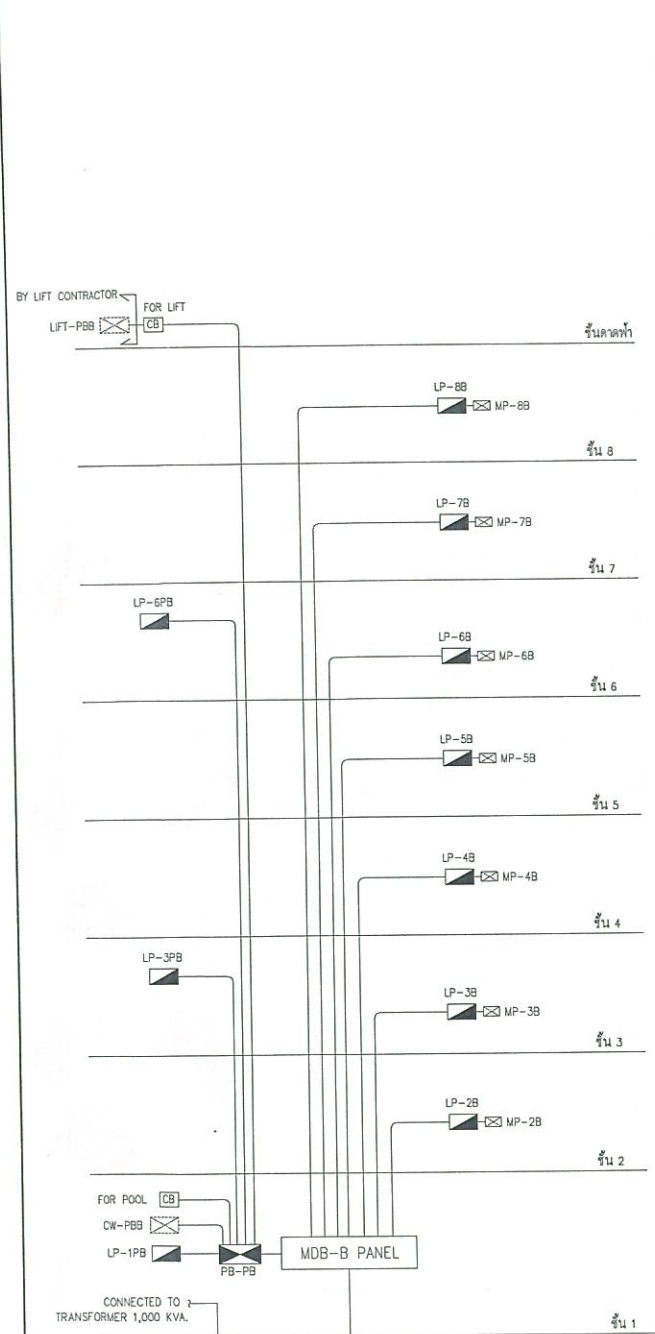 BY LIFT CONTRACTOR
FOR LIFT
LIFT-PBB
CB
ชั้นดาดฟ้า
LP-8B
MP-8B
ชั้น 8
LP-7B
MP-7B
ชั้น 7
LP-6PB
LP-6B
MP-6B
ชั้น 6
LP-5B
MP-5B
ชั้น 5
LP-4B
MP-4B
ชั้น 4
LP-3PB
LP-3B
MP-3B
ชั้น 3
LP-2B
MP-2B
ชั้น 2
FOR POOL
CB
CW-PBB
LP-1PB
PB-PB
MDB-B PANEL
CONNECTED TO
TRANSFORMER 1,000 KVA.
ชั้น 1